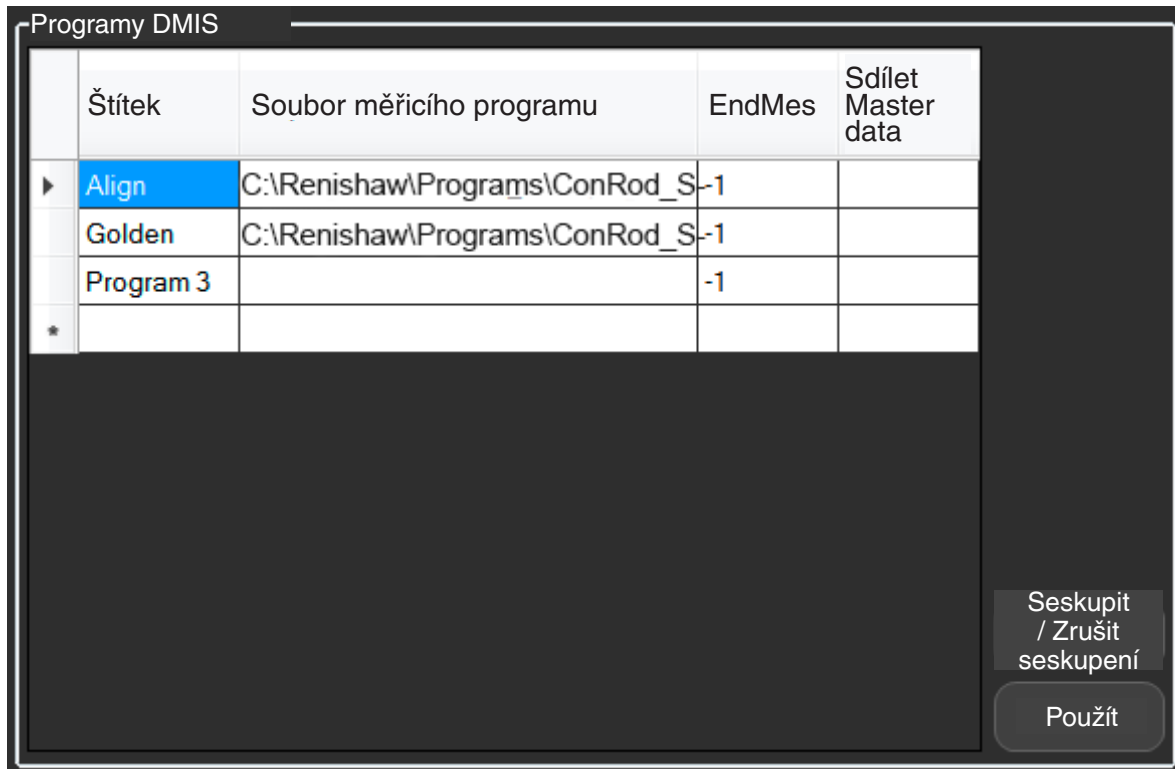 Programy DMIS
Štítek Soubor měřicího programu EndMes Sdílet Master data
Align C:\Renishaw\Programs\ConRod_S -1
Golden C:\Renishaw\Programs\ConRod_S -1
Program 3 -1
*
Seskupit
/ Zrušit
seskupení
Použít